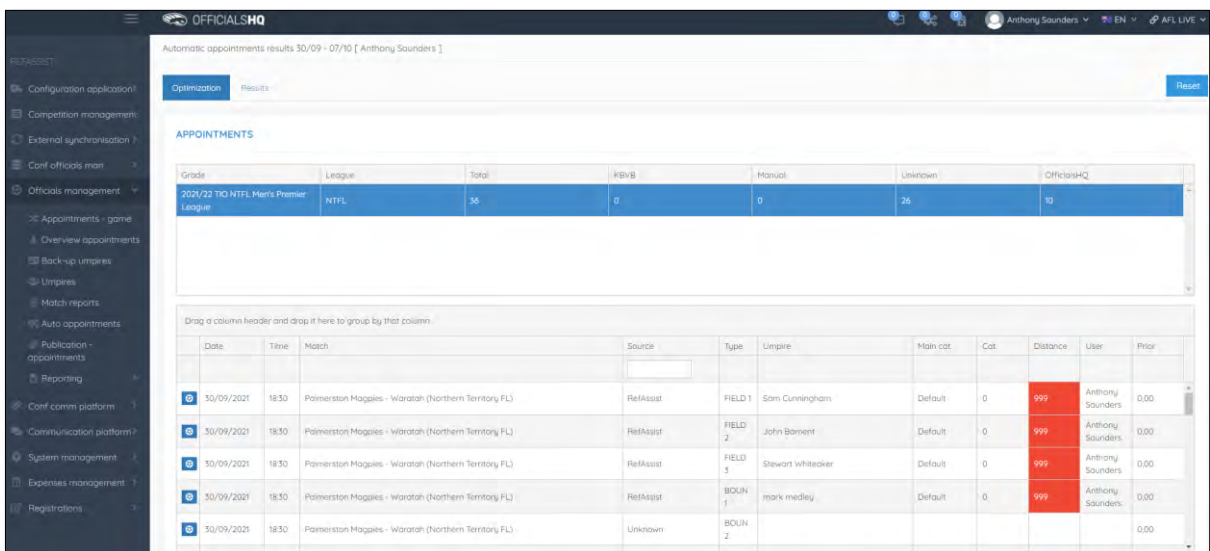 OFFICIALSHQ
0 0 0 Anthony Saunders EN AFL LIVE
Automatic appointments results 30/09 - 07/10 [ Anthony Saunders ]
REFASSIST
Optimization Results Reset
Configuration application
Competition management
External synchronisation
Conf officials man
Officials management
Appointments - game
Overview appointments
Back-up umpires
Umpires
Match reports
Auto appointments
Publication -
appointments
Reporting
Conf comm platform
Communication platform
System management
Expenses management
Registrations
APPOINTMENTS
Grade League Total KBVB Manual Unknown OfficialsHQ
2021/22 TIO NTFL Men's Premier
League NTFL 36 0 0 26 10
Drag a column header and drop it here to group by that column
Date Time Match Source Type Umpire Main cat. Cat. Distance User Prior
30/09/2021 18:30 Palmerston Magpies - Waratah (Northern Territory FL) RefAssist FIELD 1 Sam Cunningham Default 0 999 Anthony
Saunders 0,00
30/09/2021 18:30 Palmerston Magpies - Waratah (Northern Territory FL) RefAssist FIELD
2 John Barnent Default 0 999 Anthony
Saunders 0,00
30/09/2021 18:30 Palmerston Magpies - Waratah (Northern Territory FL) RefAssist FIELD
3 Stewart Whiteoker Default 0 999 Anthony
Saunders 0,00
30/09/2021 18:30 Palmerston Magpies - Waratah (Northern Territory FL) RefAssist BOUN
1 mark medley Default 0 999 Anthony
Saunders 0,00
30/09/2021 18:30 Palmerston Magpies - Waratah (Northern Territory FL) Unknown BOUN
2 0,00